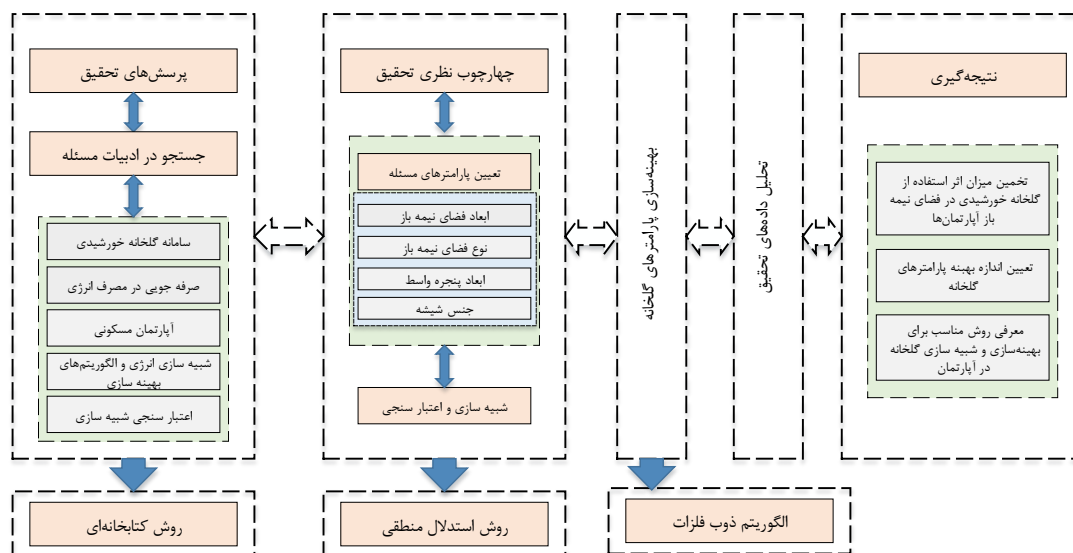 پرسش‌های تحقیق
جستجو در ادبیات مسئله
سامانه گلخانه خورشیدی
صرفه جویی در مصرف انرژی
آپارتمان مسکونی
شبیه سازی انرژی و الگوریتم‌های
بهینه سازی
اعتبار سنجی شبیه سازی
روش کتابخانه‌ای
چهارچوب نظری تحقیق
تعیین پارامترهای مسئله
ابعاد فضای نیمه باز
نوع فضای نیمه باز
ابعاد پنجره واسط
جنس شیشه
شبیه سازی و اعتبار سنجی
روش استدلال منطقی
بهینه‌سازی پارامترهای گلخانه
الگوریتم ذوب فلزات
تحلیل داده‌های تحقیق
نتیجه‌گیری
تخمین میزان اثر استفاده از
گلخانه خورشیدی در فضای نیمه
باز آپارتمان‌ها
تعیین اندازه بهینه پارامترهای
گلخانه
معرفی روش مناسب برای
بهینه‌سازی و شبیه سازی گلخانه
در آپارتمان